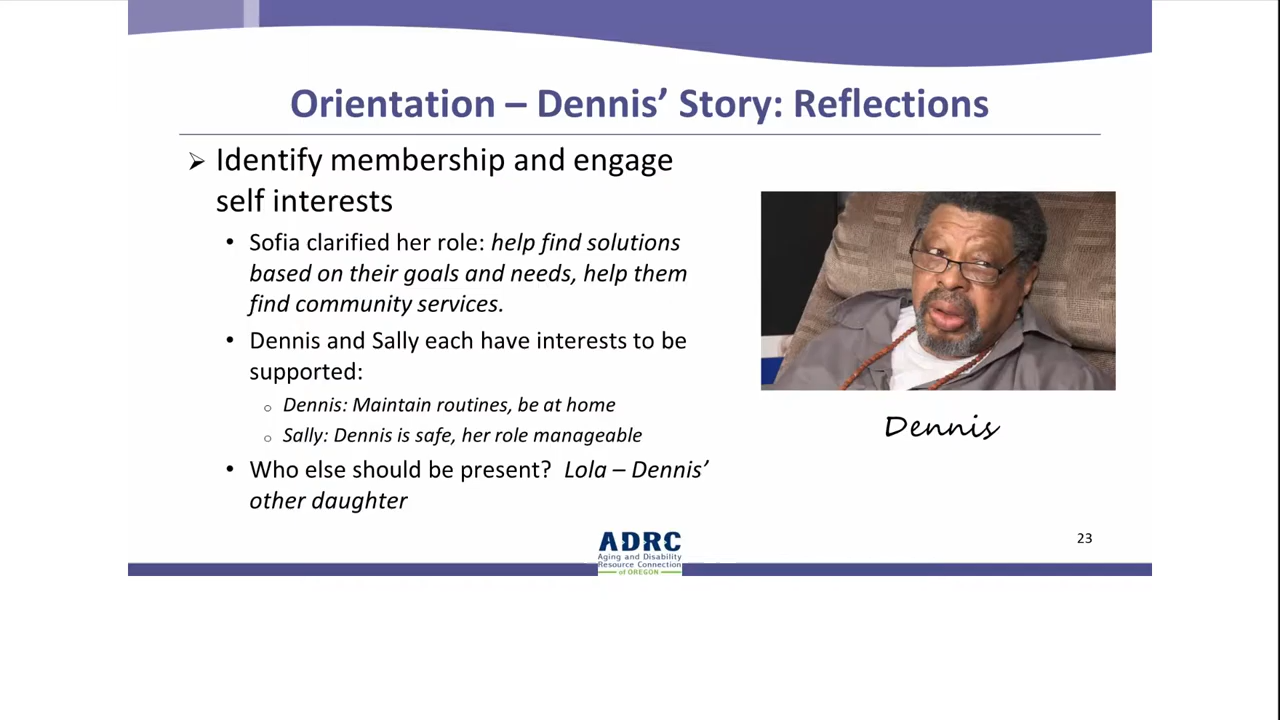 Orientation – Dennis’ Story: Reflections
➢ Identify membership and engage
self interests
• Sofia clarified her role: help find solutions
based on their goals and needs, help them
find community services.
• Dennis and Sally each have interests to be
supported:
o Dennis: Maintain routines, be at home
o Sally: Dennis is safe, her role manageable
• Who else should be present? Lola – Dennis’
other daughter
Dennis
23
ADRC
Aging and Disability
Resource Connection
of OREGON